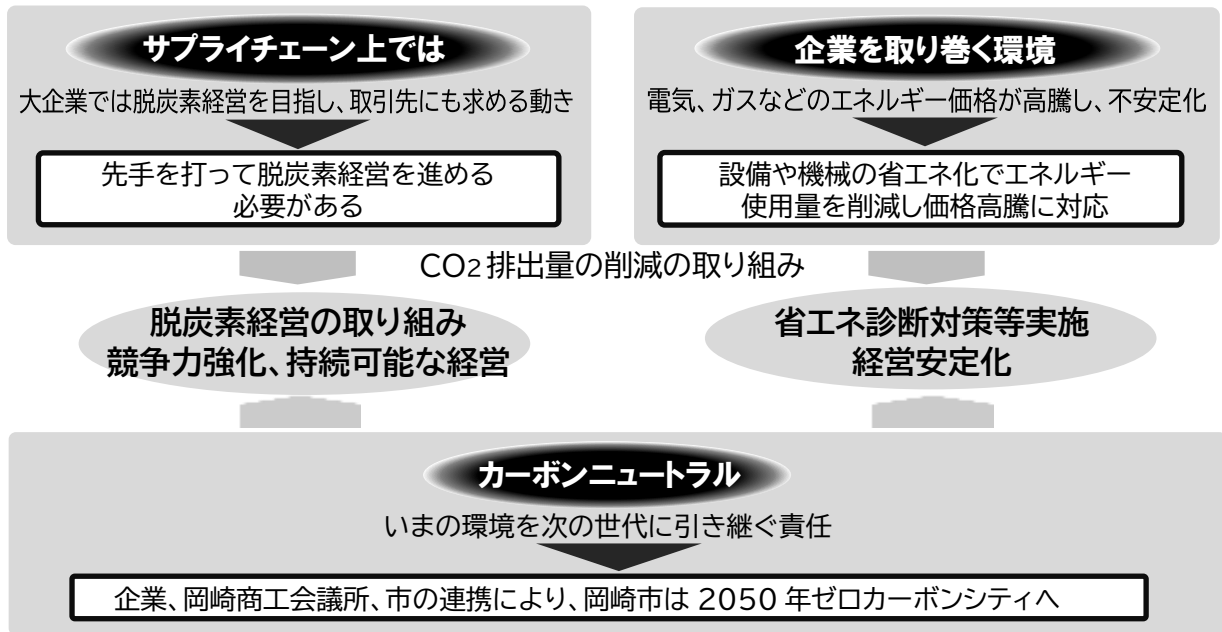 サプライチェーン上では
大企業では脱炭素経営を目指し、取引先にも求める動き
先手を打って脱炭素経営を進める
必要がある
企業を取り巻く環境
電気、ガスなどのエネルギー価格が高騰し、不安定化
設備や機械の省エネ化でエネルギー
使用量を削減し価格高騰に対応
CO2排出量の削減の取り組み
脱炭素経営の取り組み
競争力強化、持続可能な経営
省エネ診断対策等実施
経営安定化
カーボンニュートラル
いまの環境を次の世代に引き継ぐ責任
企業、岡崎商工会議所、市の連携により、岡崎市は 2050 年ゼロカーボンシティへ